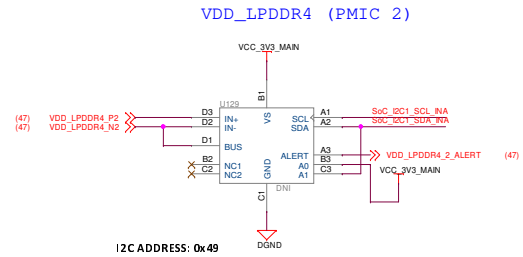 VDD_LPDDR4 (PMIC 2)
VCC_3V3_MAIN
U129
B1
VS
(47) VDD_LPDDR4_P2 D3 IN+ SCL A1 SoC_I2C1_SCL_INA
(47) VDD_LPDDR4_N2 D2 IN- SDA A2 SoC_I2C1_SDA_INA
D1 BUS
ALERT A3 VDD_LPDDR4_2_ALERT (47)
B2 NC1 A0 B3
C2 NC2 A1 C3
VCC_3V3_MAIN
GND
DNI
C1
DGND
I2C ADDRESS: 0x49